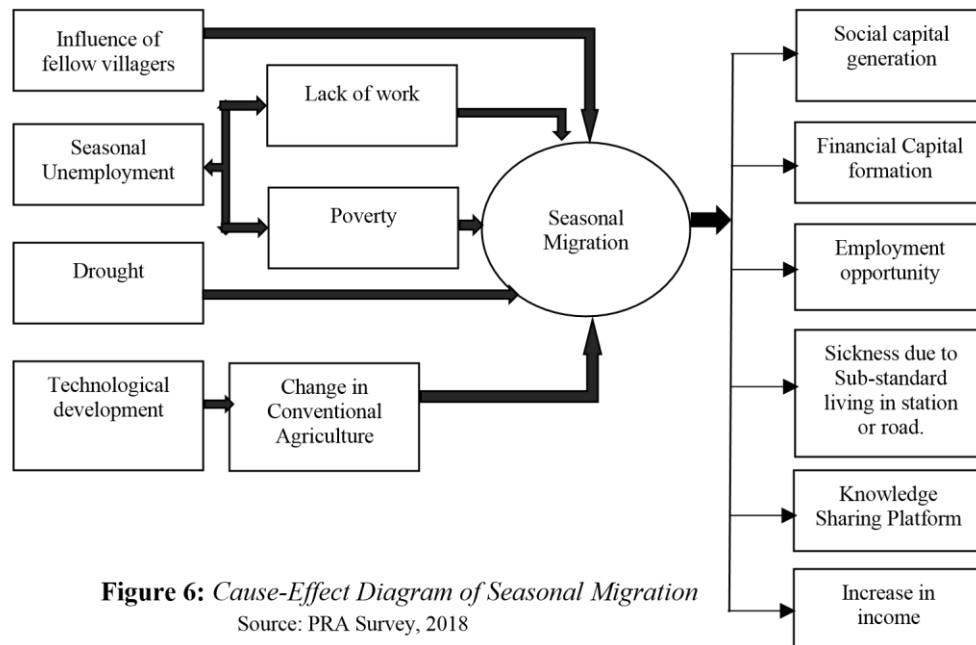 Influence of
fellow villagers
Lack of work
Seasonal
Unemployment
Poverty
Drought
Technological
development
Change in
Conventional
Agriculture
Seasonal
Migration
Social capital
generation
Financial Capital
formation
Employment
opportunity
Sickness due to
Sub-standard
living in station
or road.
Knowledge
Sharing Platform
Increase in
income
Figure 6: Cause-Effect Diagram of Seasonal Migration
Source: PRA Survey, 2018